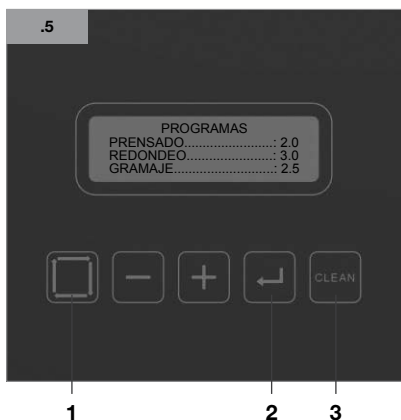 .5
PROGRAMAS
PRENSADO........................: 2.0
REDONDEO.......................: 3.0
GRAMAJE...........................: 2.5
CLEAN
1 2 3